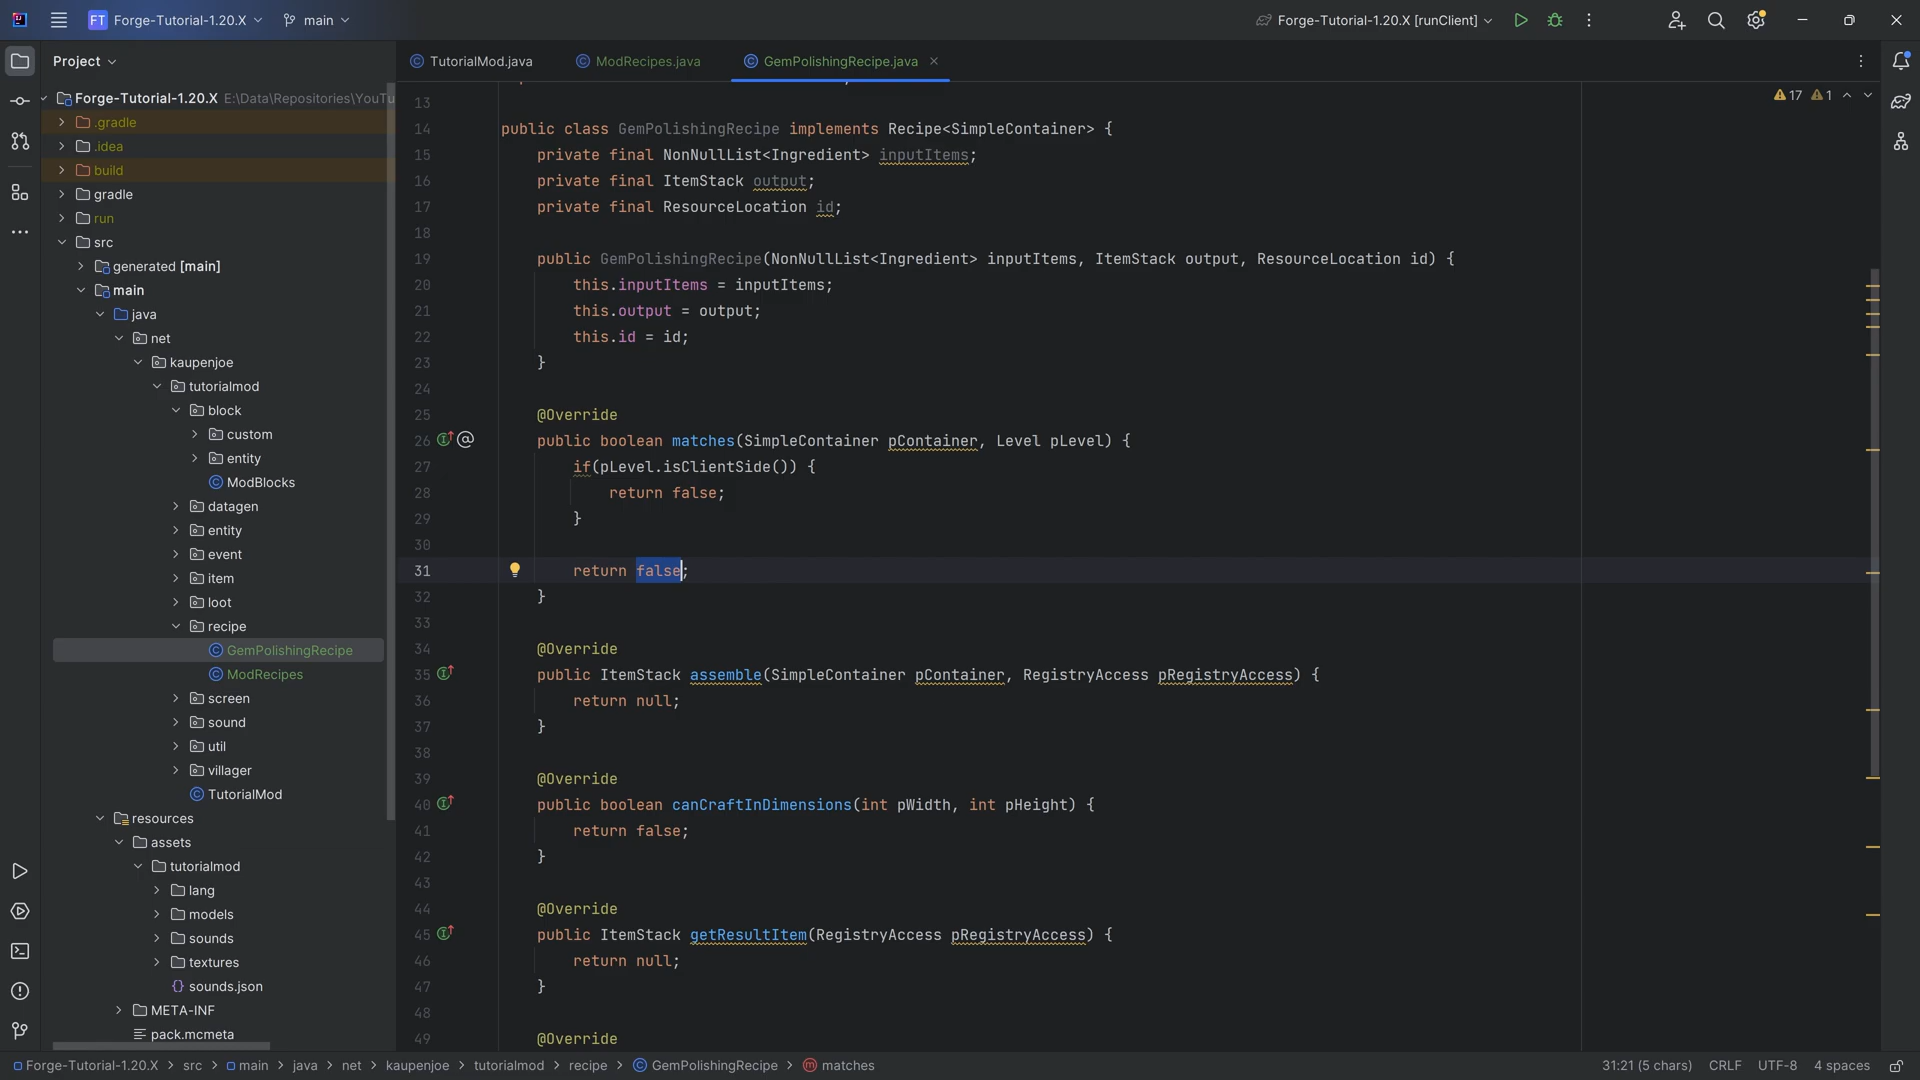 FT Forge-Tutorial-1.20.X main Forge-Tutorial-1.20.X [runClient]
Project
TutorialMod.java ModRecipes.java GemPolishingRecipe.java
17 1
Forge-Tutorial-1.20.X E:\Data\Repositories\YouTu
.gradle
.idea
build
gradle
run
src
generated [main]
main
java
net
kaupenjoe
tutorialmod
block
custom
entity
ModBlocks
datagen
entity
event
item
loot
recipe
GemPolishingRecipe
ModRecipes
screen
sound
util
villager
TutorialMod
resources
assets
tutorialmod
lang
models
sounds
textures
{} sounds.json
META-INF
pack.mcmeta
13
14 public class GemPolishingRecipe implements Recipe<SimpleContainer> {
15 private final NonNullList<Ingredient> inputItems;
16 private final ItemStack output;
17 private final ResourceLocation id;
18
19 public GemPolishingRecipe(NonNullList<Ingredient> inputItems, ItemStack output, ResourceLocation id) {
20 this.inputItems = inputItems;
21 this.output = output;
22 this.id = id;
23 }
24
25 @Override
26 public boolean matches(SimpleContainer pContainer, Level pLevel) {
27 if(pLevel.isClientSide()) {
28 return false;
29 }
30
31 return false;
32 }
33
34 @Override
35 public ItemStack assemble(SimpleContainer pContainer, RegistryAccess pRegistryAccess) {
36 return null;
37 }
38
39 @Override
40 public boolean canCraftInDimensions(int pWidth, int pHeight) {
41 return false;
42 }
43
44 @Override
45 public ItemStack getResultItem(RegistryAccess pRegistryAccess) {
46 return null;
47 }
48
49 @Override
Forge-Tutorial-1.20.X > src > main > java > net > kaupenjoe > tutorialmod > recipe > GemPolishingRecipe > matches 31:21 (5 chars) CRLF UTF-8 4 spaces